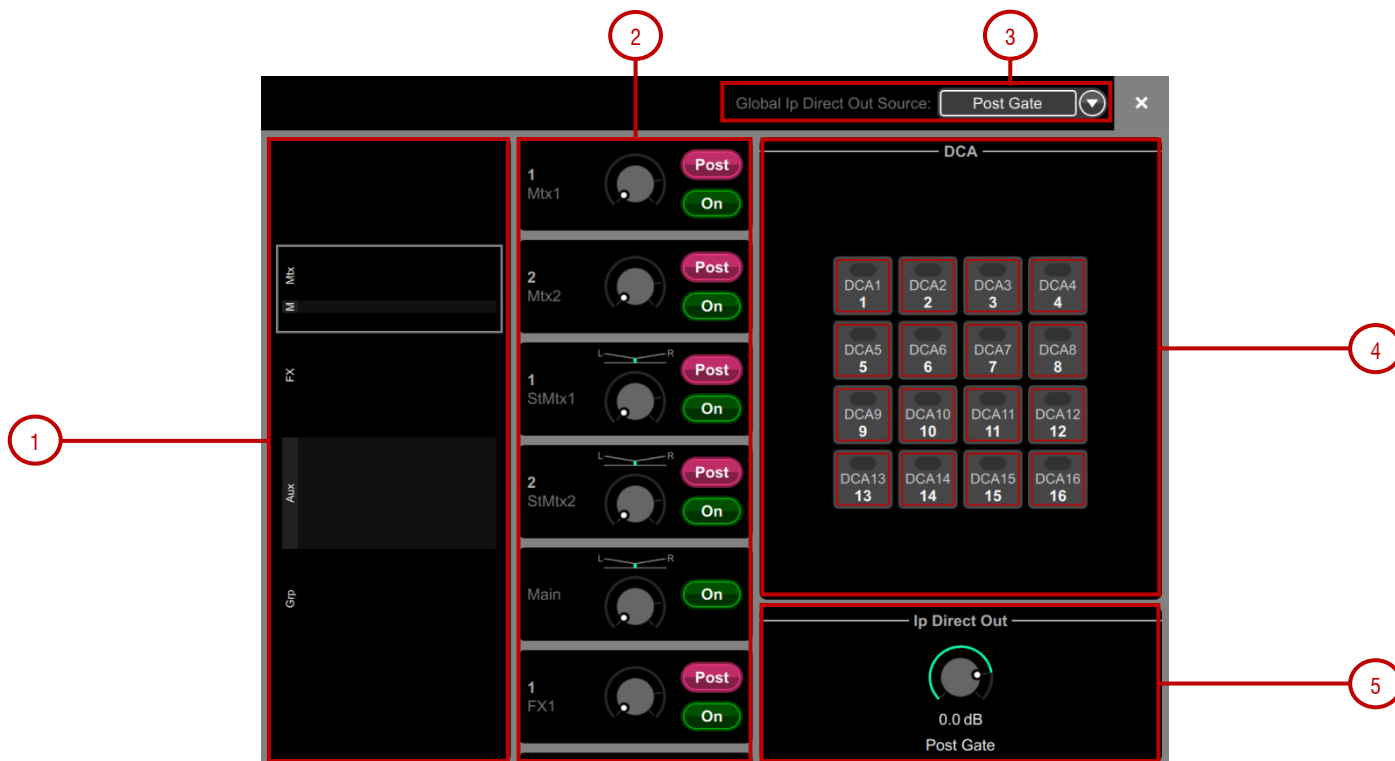 2
3
Global Ip Direct Out Source: Post Gate ×
1
Mtx
M
FX
Aux
Grp
1
Mtx1
Post
On
2
Mtx2
Post
On
L R
1
StMtx1
Post
On
L R
2
StMtx2
Post
On
L R
Main
On
1
FX1
Post
On
DCA
DCA1 DCA2 DCA3 DCA4
1 2 3 4
DCA5 DCA6 DCA7 DCA8
5 6 7 8
DCA9 DCA10 DCA11 DCA12
9 10 11 12
DCA13 DCA14 DCA15 DCA16
13 14 15 16
4
Ip Direct Out
0.0 dB
Post Gate
5